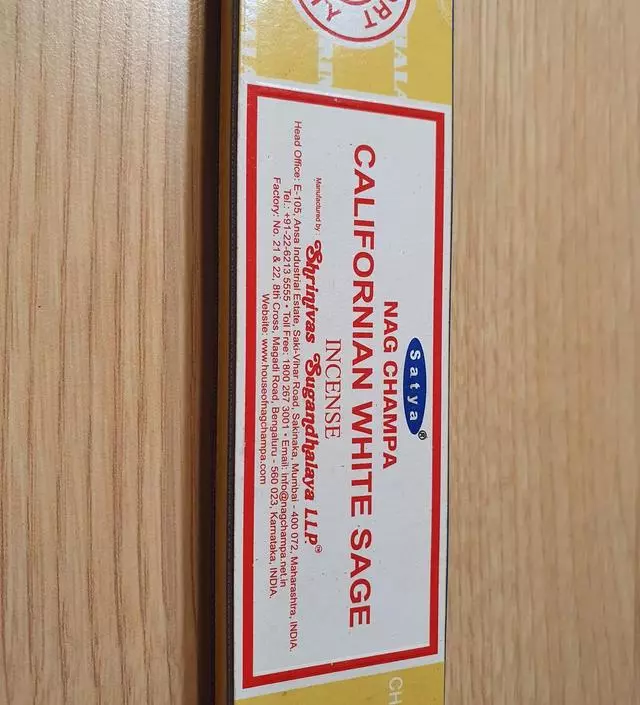 Satya®
NAG CHAMPA
CALIFORNIAN WHITE SAGE
INCENSE
Manufactured by :
Shrinivas Sugandhalaya LLP.™
Head Office: E-105, Ansa Industrial Estate, Saki-Vihar Road, Sakinaka, Mumbai - 400 072, Maharashtra, INDIA.
Tel.: +91-22-6213 5555 • Toll Free: 1800 267 3001 • Email: info@nagchampa.net.in
Factory: No. 21 & 22, 8th Cross, Magadi Road, Bengaluru - 560 023, Karnataka, INDIA.
Website: www.houseofnagchampa.com
CH